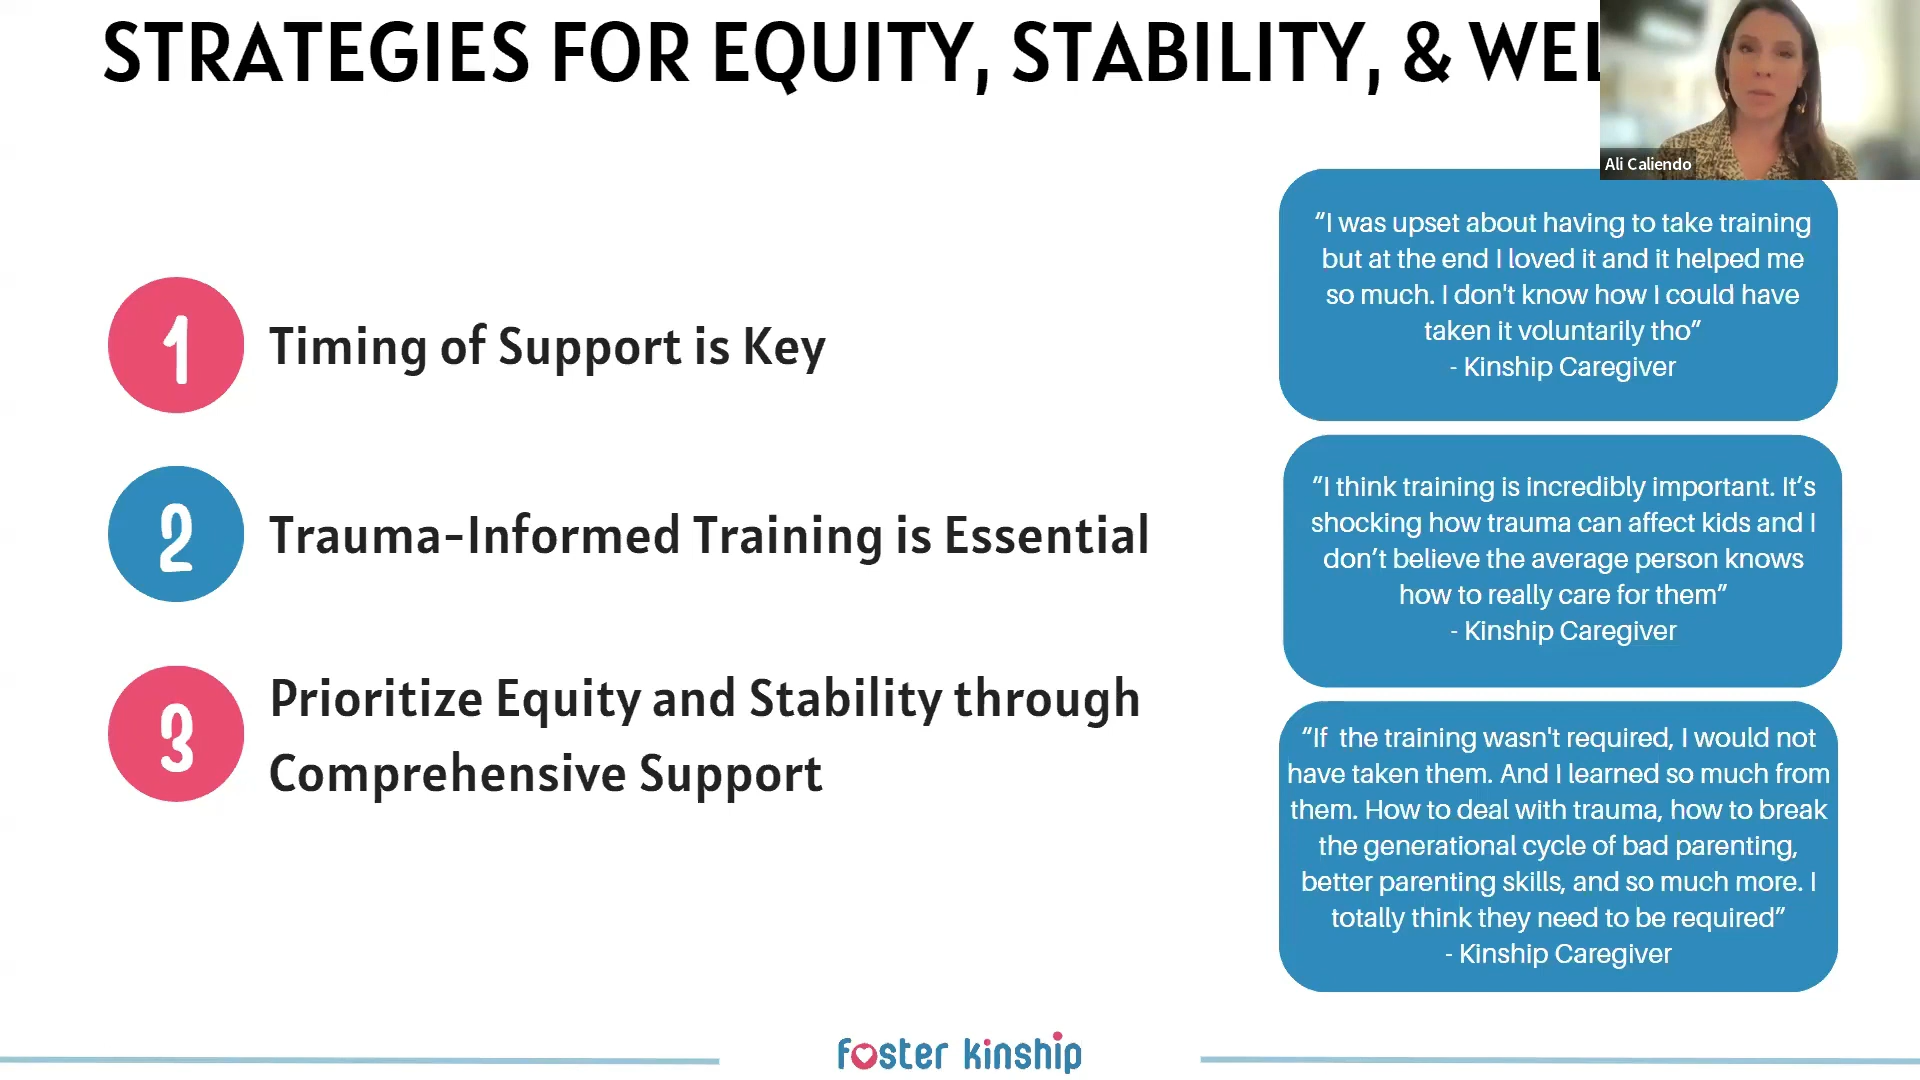 STRATEGIES FOR EQUITY, STABILITY, & WEL
Ali Caliendo
1 Timing of Support is Key
2 Trauma-Informed Training is Essential
3 Prioritize Equity and Stability through
Comprehensive Support
“I was upset about having to take training
but at the end I loved it and it helped me
so much. I don't know how I could have
taken it voluntarily tho”
- Kinship Caregiver
“I think training is incredibly important. It’s
shocking how trauma can affect kids and I
don’t believe the average person knows
how to really care for them”
- Kinship Caregiver
“If the training wasn't required, I would not
have taken them. And I learned so much from
them. How to deal with trauma, how to break
the generational cycle of bad parenting,
better parenting skills, and so much more. I
totally think they need to be required”
- Kinship Caregiver
foster kinship